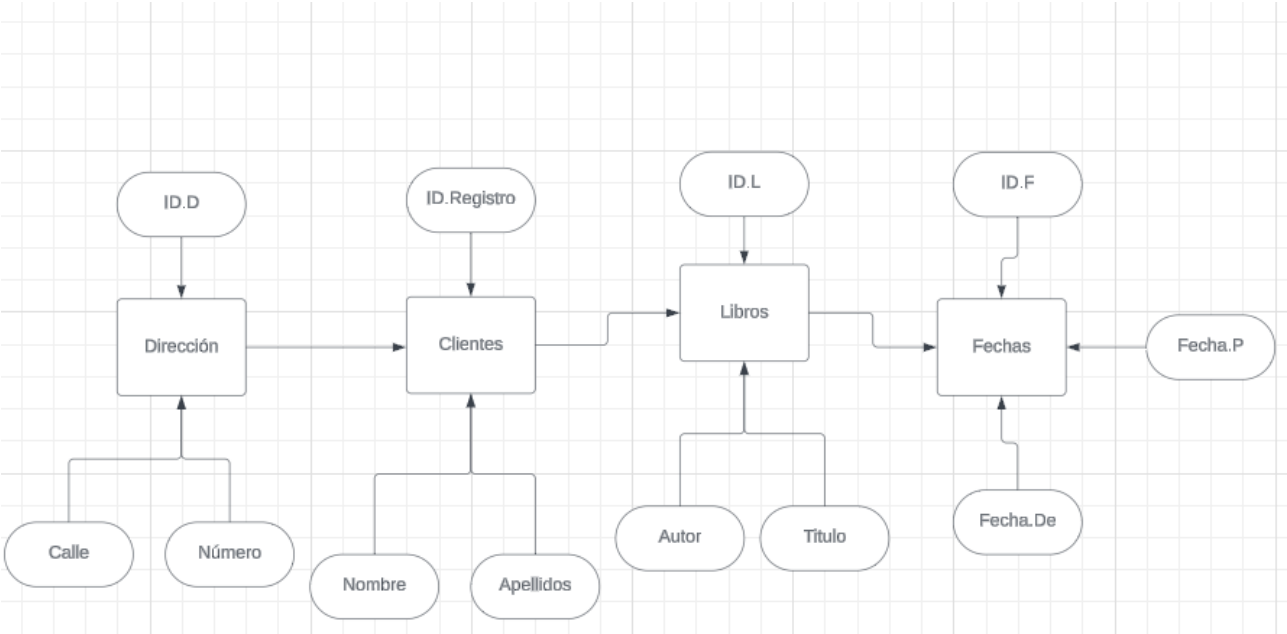 ID.D
ID.Registro
ID.L
ID.F
Dirección
Clientes
Libros
Fechas
Fecha.P
Calle
Número
Nombre
Apellidos
Autor
Titulo
Fecha.De